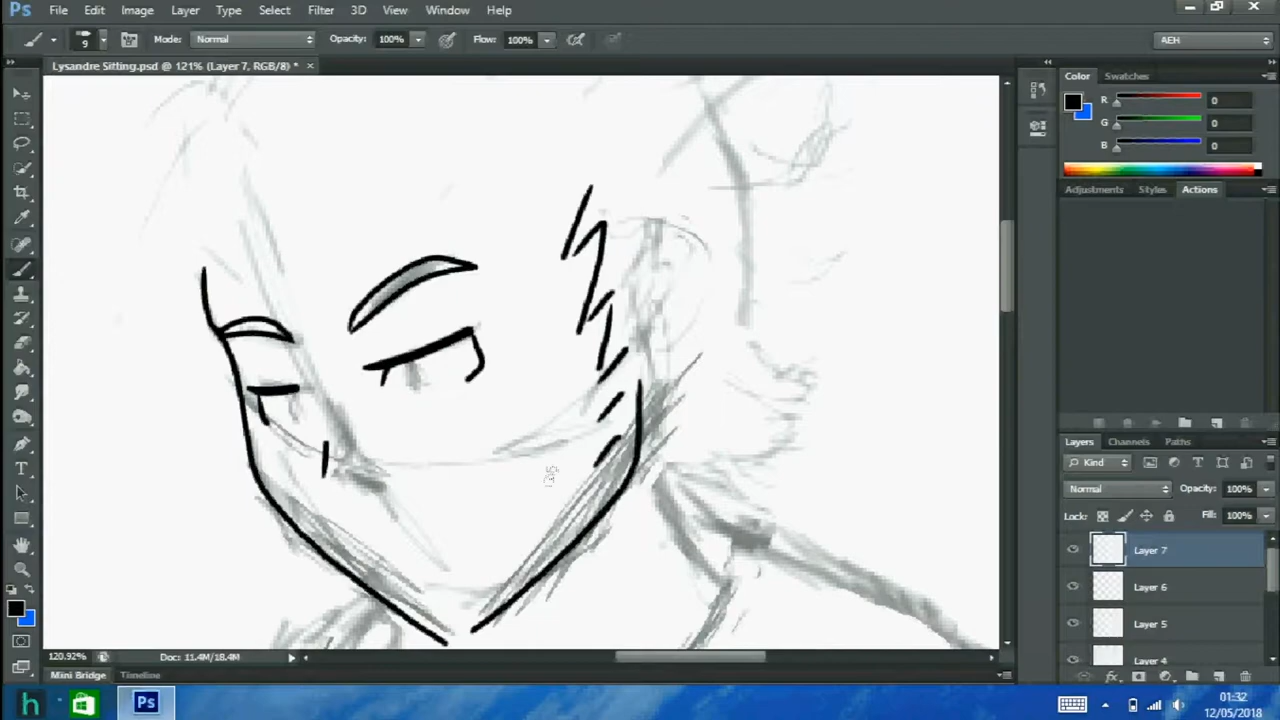 Ps File Edit Image Layer Type Select Filter 3D View Window Help
9 Mode: Normal Opacity: 100% Flow: 100% AEH
Lysandre Sitting.psd @ 121% (Layer 7, RGB/8) * ×
Color Swatches
R 0
G 0
B 0
Adjustments Styles Actions
Layers Channels Paths
Kind
Normal Opacity: 100%
Lock: Fill: 100%
Layer 7
Layer 6
Layer 5
Layer 4
120.92% Doc: 11.4M/18.4M
Mini Bridge Timeline
h Ps 01:32
12/05/2018